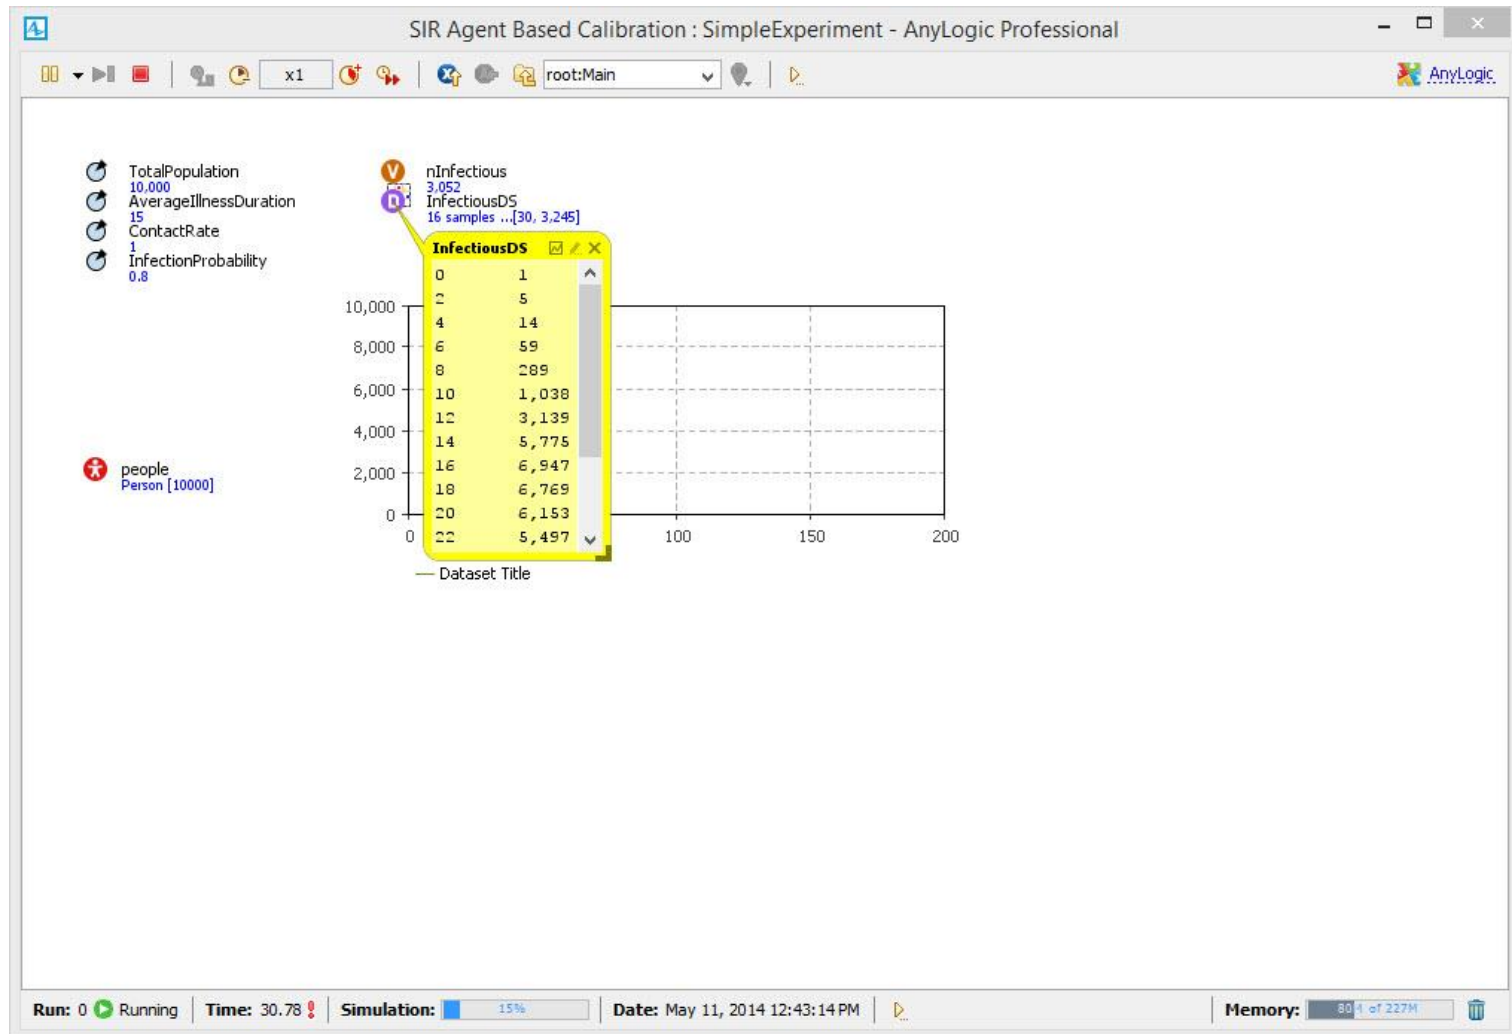 SIR Agent Based Calibration : SimpleExperiment - AnyLogic Professional
x1
root:Main
AnyLogic
TotalPopulation
10,000
AverageIllnessDuration
15
ContactRate
1
InfectionProbability
0.8
nInfectious
3,052
InfectiousDS
16 samples ...[30, 3,245]
InfectiousDS
0 1
2 5
4 14
6 59
8 289
10 1,038
12 3,139
14 5,775
16 6,947
18 6,769
20 6,153
22 5,497
people
Person [10000]
10,000
8,000
6,000
4,000
2,000
0
0 100 150 200
Dataset Title
Run: 0 Running Time: 30.78 Simulation: 15% Date: May 11, 2014 12:43:14 PM Memory: 80M of 227M